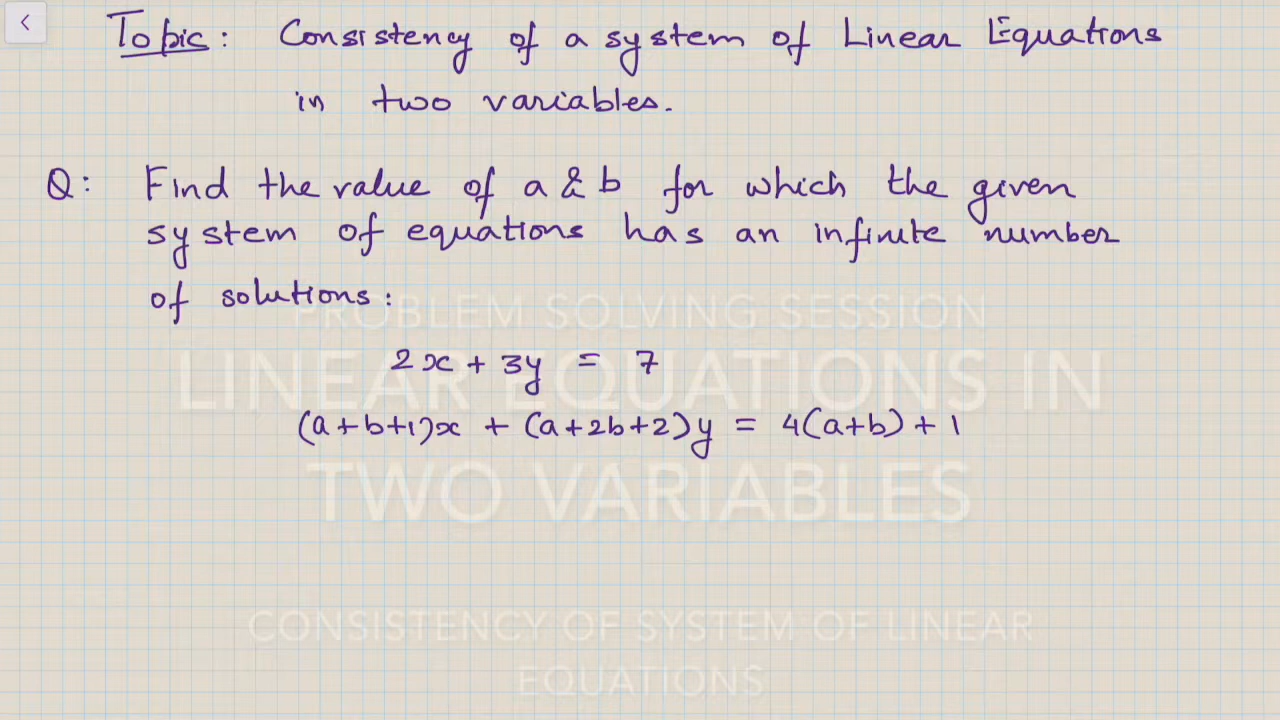 <
Topic: Consistency of a system of Linear Equations
in two variables.
Q: Find the value of a & b for which the given
system of equations has an infinite number
of solutions:
PROBLEM SOLVING SESSION
2x + 3y = 7
LINEAR EQUATIONS IN
(a+b+1)x + (a+2b+2)y = 4(a+b)+1
TWO VARIABLES
CONSISTENCY OF SYSTEM OF LINEAR
EQUATIONS